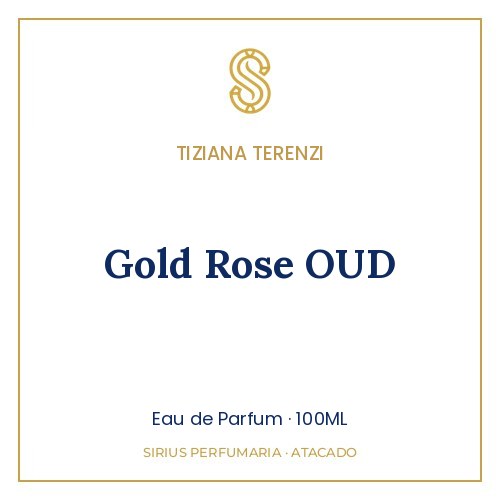 TIZIANA TERENZI
Gold Rose OUD
Eau de Parfum · 100ML
SIRIUS PERFUMARIA · ATACADO